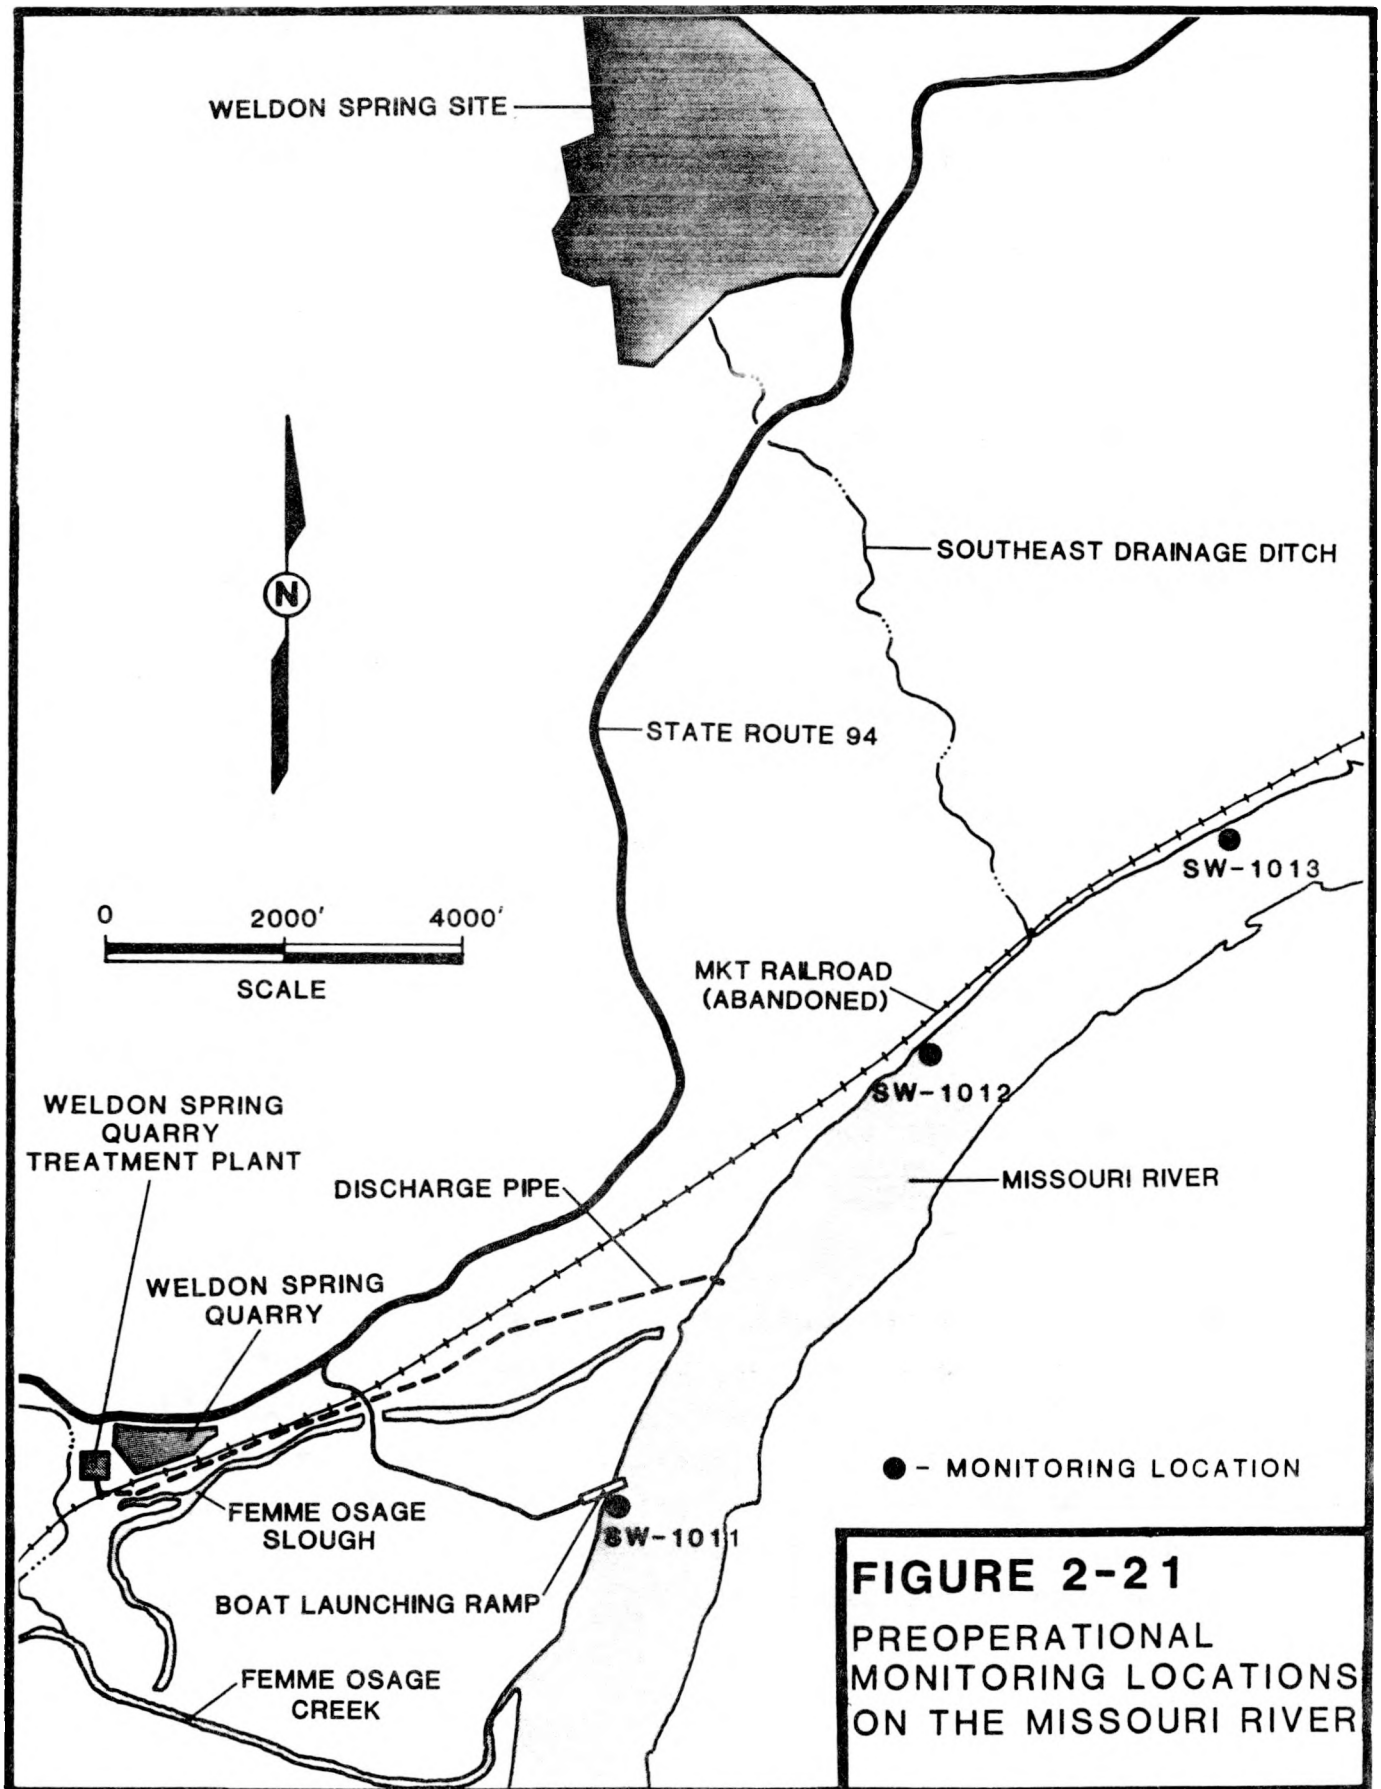 WELDON SPRING SITE
N
SOUTHEAST DRAINAGE DITCH
STATE ROUTE 94
SW-1013
0 2000' 4000'
SCALE
MKT RAILROAD
(ABANDONED)
SW-1012
WELDON SPRING
QUARRY
TREATMENT PLANT
DISCHARGE PIPE
MISSOURI RIVER
WELDON SPRING
QUARRY
- MONITORING LOCATION
FEMME OSAGE
SLOUGH
SW-1011
BOAT LAUNCHING RAMP
FEMME OSAGE
CREEK
FIGURE 2-21
PREOPERATIONAL
MONITORING LOCATIONS
ON THE MISSOURI RIVER